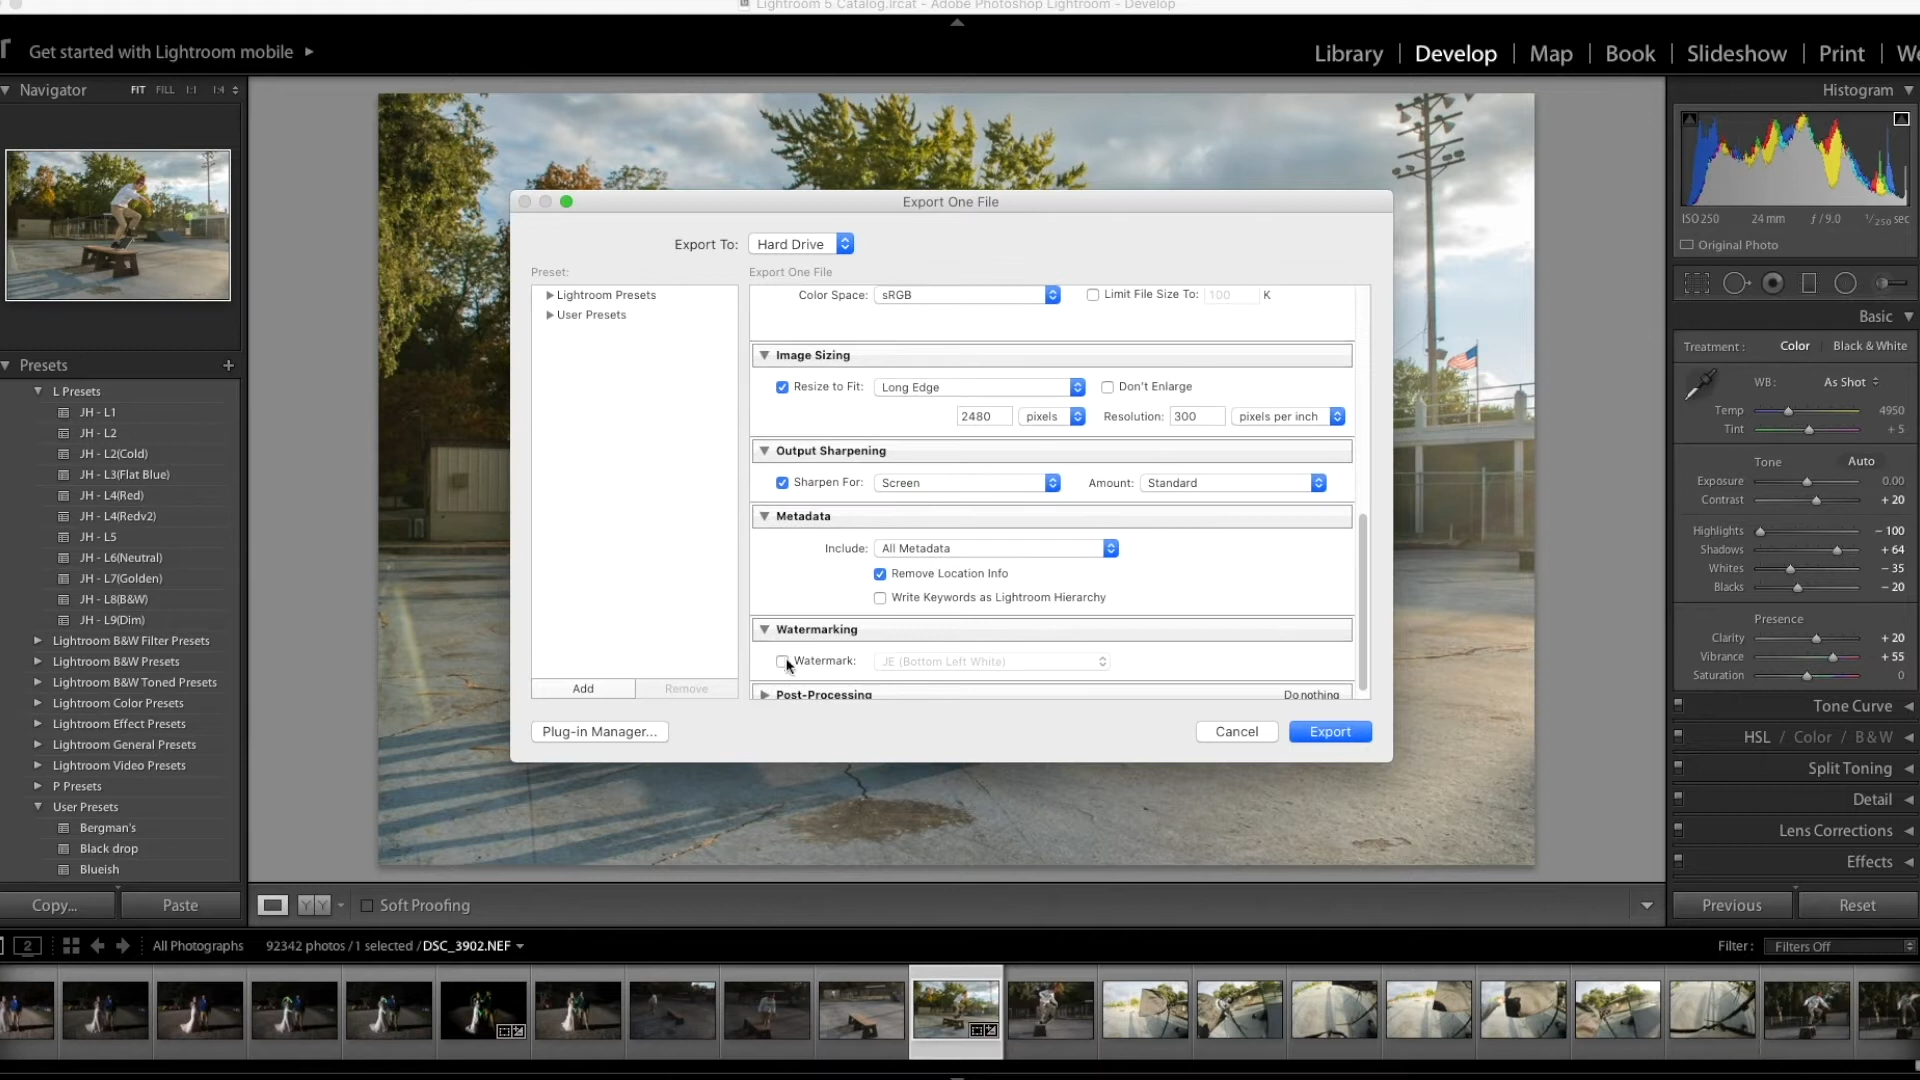 Lightroom 5 Catalog.lrcat - Adobe Photoshop Lightroom - Develop
Get started with Lightroom mobile
Library | Develop | Map | Book | Slideshow | Print | We
Navigator FIT FILL 1:1 1:4
Histogram
ISO 250 24 mm f / 9.0 1/250 sec
Original Photo
Basic
Treatment : Color Black & White
WB: As Shot
Temp 4950
Tint + 5
Tone Auto
Exposure 0.00
Contrast + 20
Highlights - 100
Shadows + 64
Whites - 35
Blacks - 20
Presence
Clarity + 20
Vibrance + 55
Saturation 0
Tone Curve
HSL / Color / B & W
Split Toning
Detail
Lens Corrections
Effects
Previous Reset
Presets +
L Presets
JH - L1
JH - L2
JH - L2(Cold)
JH - L3(Flat Blue)
JH - L4(Red)
JH - L4(Redv2)
JH - L5
JH - L6(Neutral)
JH - L7(Golden)
JH - L8(B&W)
JH - L9(Dim)
Lightroom B&W Filter Presets
Lightroom B&W Presets
Lightroom B&W Toned Presets
Lightroom Color Presets
Lightroom Effect Presets
Lightroom General Presets
Lightroom Video Presets
P Presets
User Presets
Bergman's
Black drop
Blueish
Copy... Paste
Export One File
Export To: Hard Drive
Preset:
Lightroom Presets
User Presets
Add Remove
Export One File
Color Space: sRGB Limit File Size To: 100 K
Image Sizing
Resize to Fit: Long Edge Don't Enlarge
2480 pixels Resolution: 300 pixels per inch
Output Sharpening
Sharpen For: Screen Amount: Standard
Metadata
Include: All Metadata
Remove Location Info
Write Keywords as Lightroom Hierarchy
Watermarking
Watermark: JE (Bottom Left White)
Post-Processing Do nothing
Plug-in Manager... Cancel Export
YY Soft Proofing
2 All Photographs 92342 photos / 1 selected / DSC_3902.NEF
Filter : Filters Off